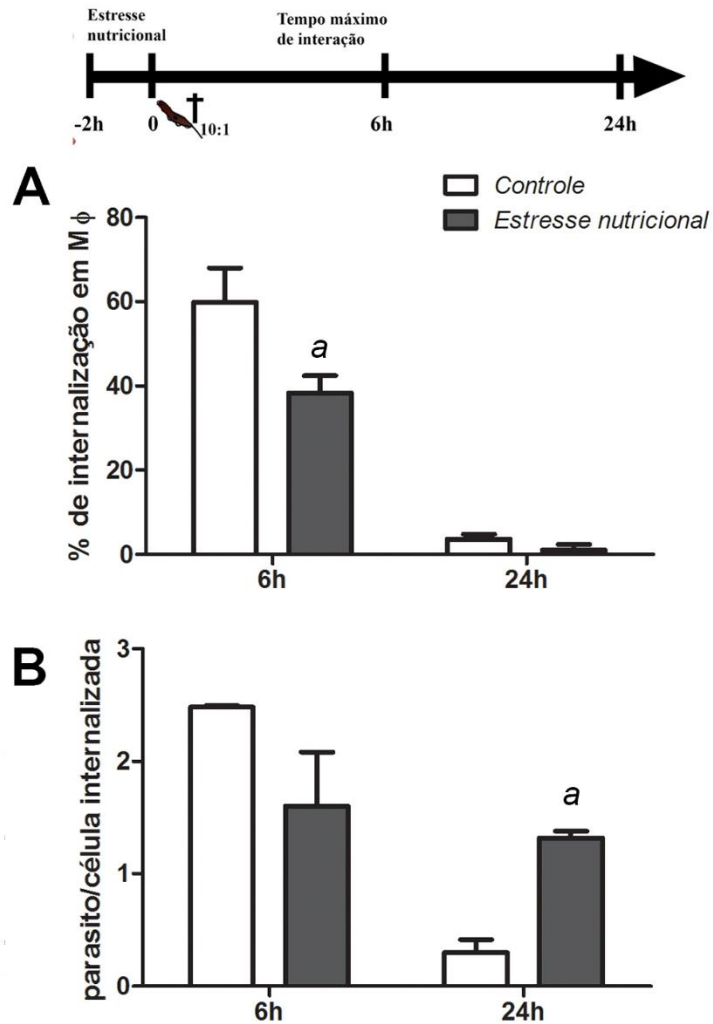 Estresse
nutricional
Tempo máximo
de interação
-2h 0 10:1 6h 24h
A
Controle
Estresse nutricional
% de internalização em M ϕ
80
60
40
20
0
a
6h 24h
B
parasito/célula internalizada
3
2
1
0
a
6h 24h